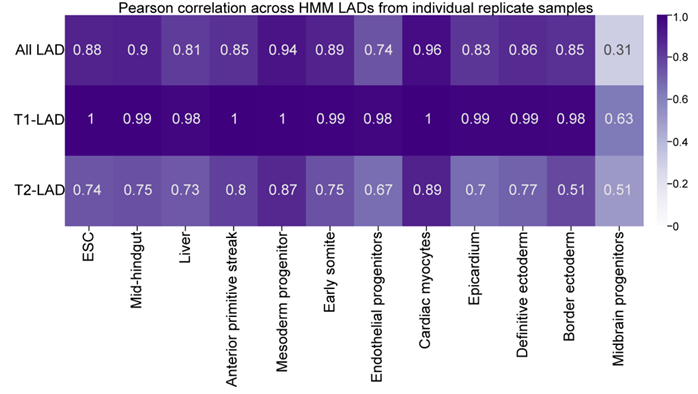 Pearson correlation across HMM LADs from individual replicate samples
All LAD 0.88 0.9 0.81 0.85 0.94 0.89 0.74 0.96 0.83 0.86 0.85 0.31
T1-LAD 1 0.99 0.98 1 1 0.99 0.98 1 0.99 0.99 0.98 0.63
T2-LAD 0.74 0.75 0.73 0.8 0.87 0.75 0.67 0.89 0.7 0.77 0.51 0.51
ESC
Mid-hindgut
Liver
Anterior primitive streak
Mesoderm progenitor
Early somite
Endothelial progenitors
Cardiac myocytes
Epicardium
Definitive ectoderm
Border ectoderm
Midbrain progenitors
1.0
0.8
0.6
0.4
0.2
0